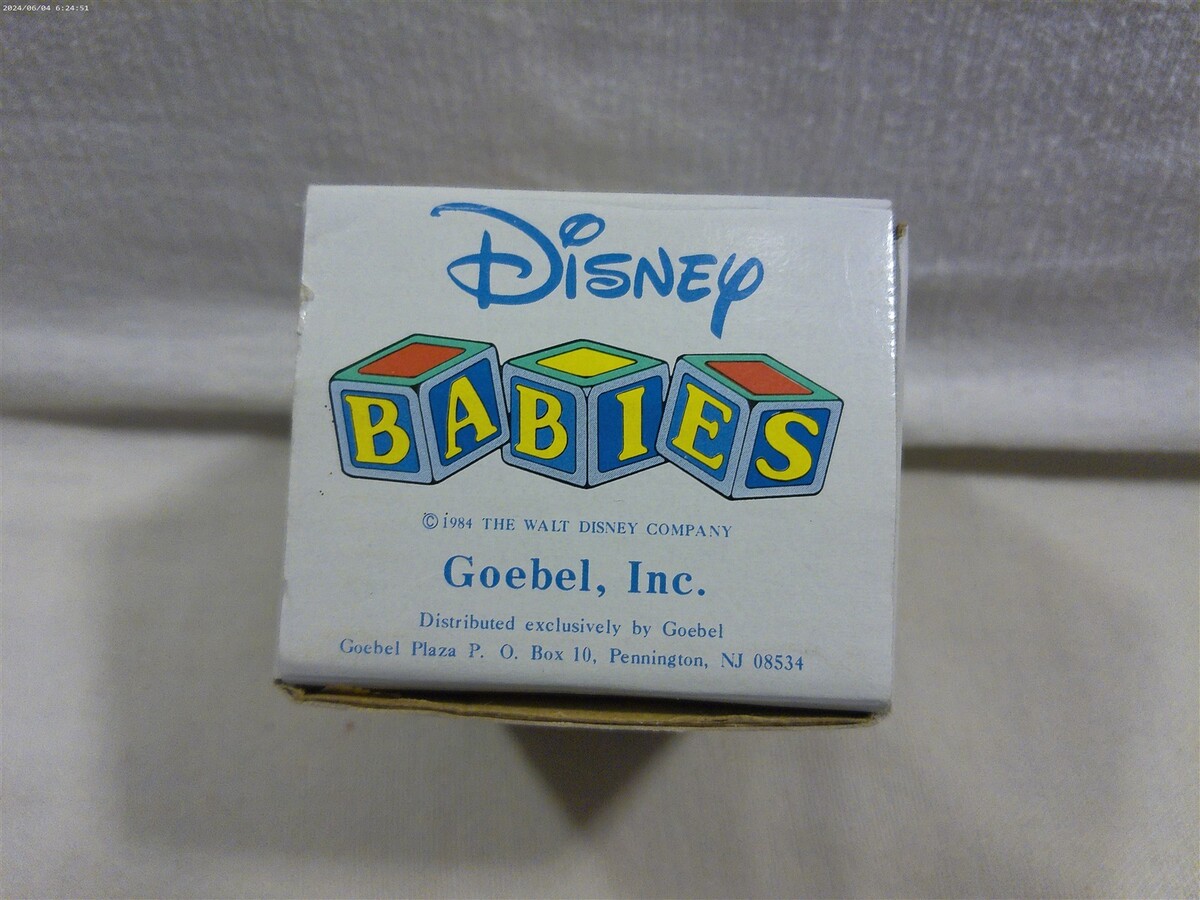 2024/06/04 6:24:51
Disney
BABIES
© 1984 THE WALT DISNEY COMPANY
Goebel, Inc.
Distributed exclusively by Goebel
Goebel Plaza P. O. Box 10, Pennington, NJ 08534